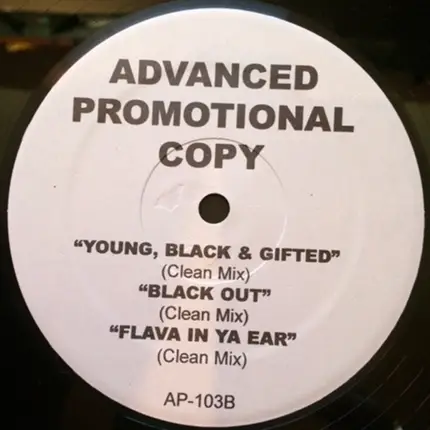 ADVANCED
PROMOTIONAL
COPY
"YOUNG, BLACK & GIFTED"
(Clean Mix)
"BLACK OUT"
(Clean Mix)
"FLAVA IN YA EAR"
(Clean Mix)
AP-103B